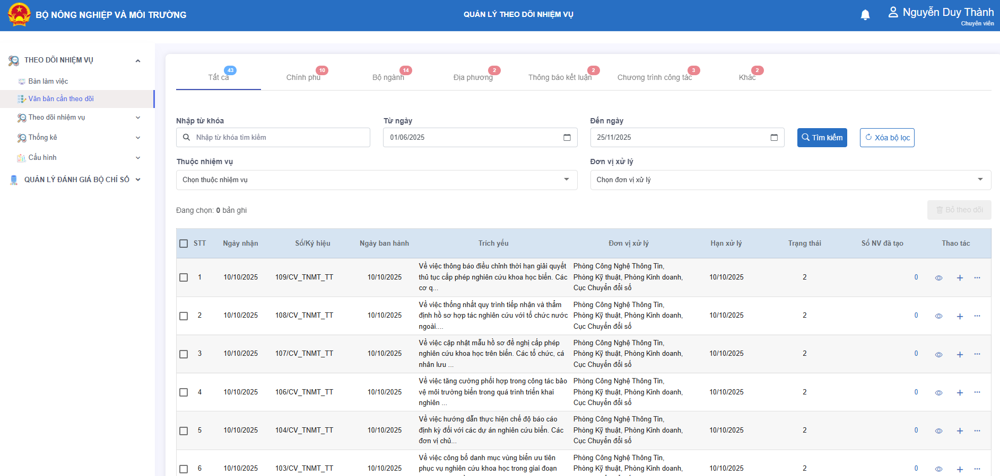 BỘ NÔNG NGHIỆP VÀ MÔI TRƯỜNG
QUẢN LÝ THEO DÕI NHIỆM VỤ
Nguyễn Duy Thành
Chuyên viên
THEO DÕI NHIỆM VỤ
Bàn làm việc
Văn bản cần theo dõi
Theo dõi nhiệm vụ
Thống kê
Cấu hình
QUẢN LÝ ĐÁNH GIÁ BỘ CHỈ SỐ
Tất cả 43
Chính phủ 10
Bộ ngành 14
Địa phương 2
Thông báo kết luận 2
Chương trình công tác 3
Khác 2
Nhập từ khóa
Nhập từ khóa tìm kiếm
Từ ngày
01/06/2025
Đến ngày
25/11/2025
Tìm kiếm
Xóa bộ lọc
Thuộc nhiệm vụ
Chọn thuộc nhiệm vụ
Đơn vị xử lý
Chọn đơn vị xử lý
Đang chọn: 0 bản ghi
Bỏ theo dõi
STT Ngày nhận Số/Ký hiệu Ngày ban hành Trích yếu Đơn vị xử lý Hạn xử lý Trạng thái Số NV đã tạo Thao tác
1 10/10/2025 109/CV_TNMT_TT 10/10/2025
Về việc thông báo điều chỉnh thời hạn giải quyết
thủ tục cấp phép nghiên cứu khoa học biển. Các
cơ q...
Phòng Công Nghệ Thông Tin,
Phòng Kỹ thuật, Phòng Kinh doanh,
Cục Chuyển đổi số
10/10/2025 2 0
2 10/10/2025 108/CV_TNMT_TT 10/10/2025
Về việc thống nhất quy trình tiếp nhận và thẩm
định hồ sơ hợp tác nghiên cứu với tổ chức nước
ngoài....
Phòng Công Nghệ Thông Tin,
Phòng Kỹ thuật, Phòng Kinh doanh,
Cục Chuyển đổi số
10/10/2025 2 0
3 10/10/2025 107/CV_TNMT_TT 10/10/2025
Về việc cập nhật mẫu hồ sơ đề nghị cấp phép
nghiên cứu khoa học trên biển. Các tổ chức, cá
nhân lưu ...
Phòng Công Nghệ Thông Tin,
Phòng Kỹ thuật, Phòng Kinh doanh,
Cục Chuyển đổi số
10/10/2025 2 0
4 10/10/2025 106/CV_TNMT_TT 10/10/2025
Về việc tăng cường phối hợp trong công tác bảo
vệ môi trường biển trong quá trình triển khai
nghiên ...
Phòng Công Nghệ Thông Tin,
Phòng Kỹ thuật, Phòng Kinh doanh,
Cục Chuyển đổi số
10/10/2025 2 0
5 10/10/2025 104/CV_TNMT_TT 10/10/2025
Về việc hướng dẫn thực hiện chế độ báo cáo
định kỳ đối với các dự án nghiên cứu biển. Các
đơn vị chủ...
Phòng Công Nghệ Thông Tin,
Phòng Kỹ thuật, Phòng Kinh doanh,
Cục Chuyển đổi số
10/10/2025 2 0
6 10/10/2025 103/CV_TNMT_TT 10/10/2025
Về việc công bố danh mục vùng biển ưu tiên
phục vụ nghiên cứu khoa học trong giai đoạn
Phòng Công Nghệ Thông Tin,
Phòng Kỹ thuật, Phòng Kinh doanh,
10/10/2025 2 0